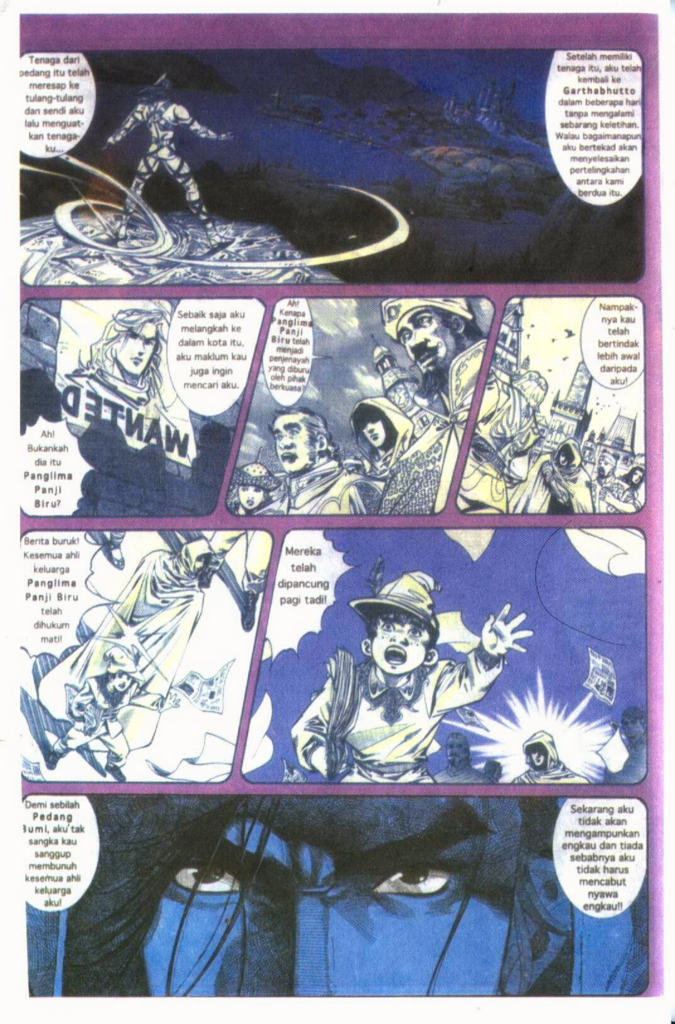 Tenaga dari
pedang itu telah
meresap ke
tulang-tulang
dan sendi aku
lalu menguat-
kan tenaga-
ku...
Setelah memiliki
tenaga itu, aku telah
kembali ke
Garthabhutto
dalam beberapa hari
tanpa mengalami
sebarang keletihan.
Walau bagaimanapun
aku bertekad akan
menyelesaikan
pertelingkahan
antara kami
berdua itu.
Sebaik saja aku
melangkah ke
dalam kota itu,
aku maklum kau
juga ingin
mencari aku.
WANTED
Ah!
Bukankah
dia itu
Panglima
Panji
Biru?
Ah!
Kenapa
Panglima
Panji
Biru telah
menjadi
penjenayah
yang diburu
oleh pihak
berkuasa?
Nampak-
nya kau
telah
bertindak
lebih awal
daripada
aku!
Berita buruk!
Kesemua ahli
keluarga
Panglima
Panji Biru
telah
dihukum
mati!
Mereka
telah
dipancung
pagi tadi!
Demi sebilah
Pedang
Bumi, aku tak
sangka kau
sanggup
membunuh
kesemua ahli
keluarga
aku!
Sekarang aku
tidak akan
mengampunkan
engkau dan tiada
sebabnya aku
tidak harus
mencabut
nyawa
engkau!!